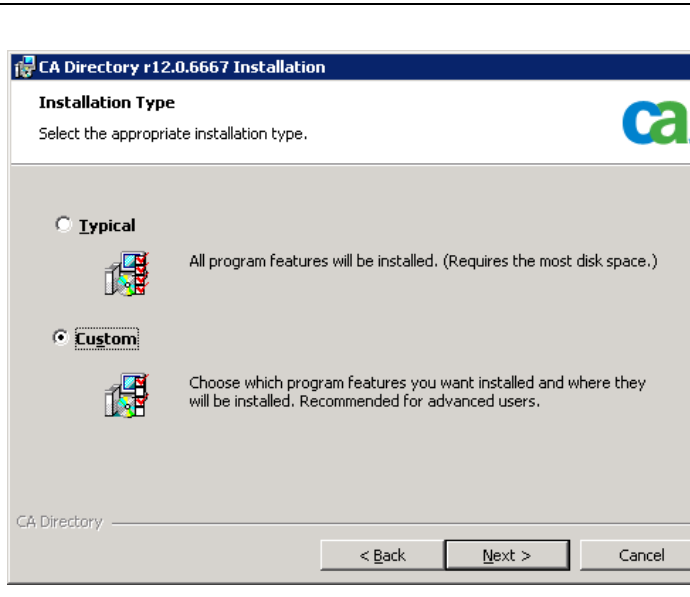 CA Directory r12.0.6667 Installation
Installation Type
Select the appropriate installation type.
ca
Typical
All program features will be installed. (Requires the most disk space.)
Custom
Choose which program features you want installed and where they
will be installed. Recommended for advanced users.
CA Directory
< Back Next > Cancel